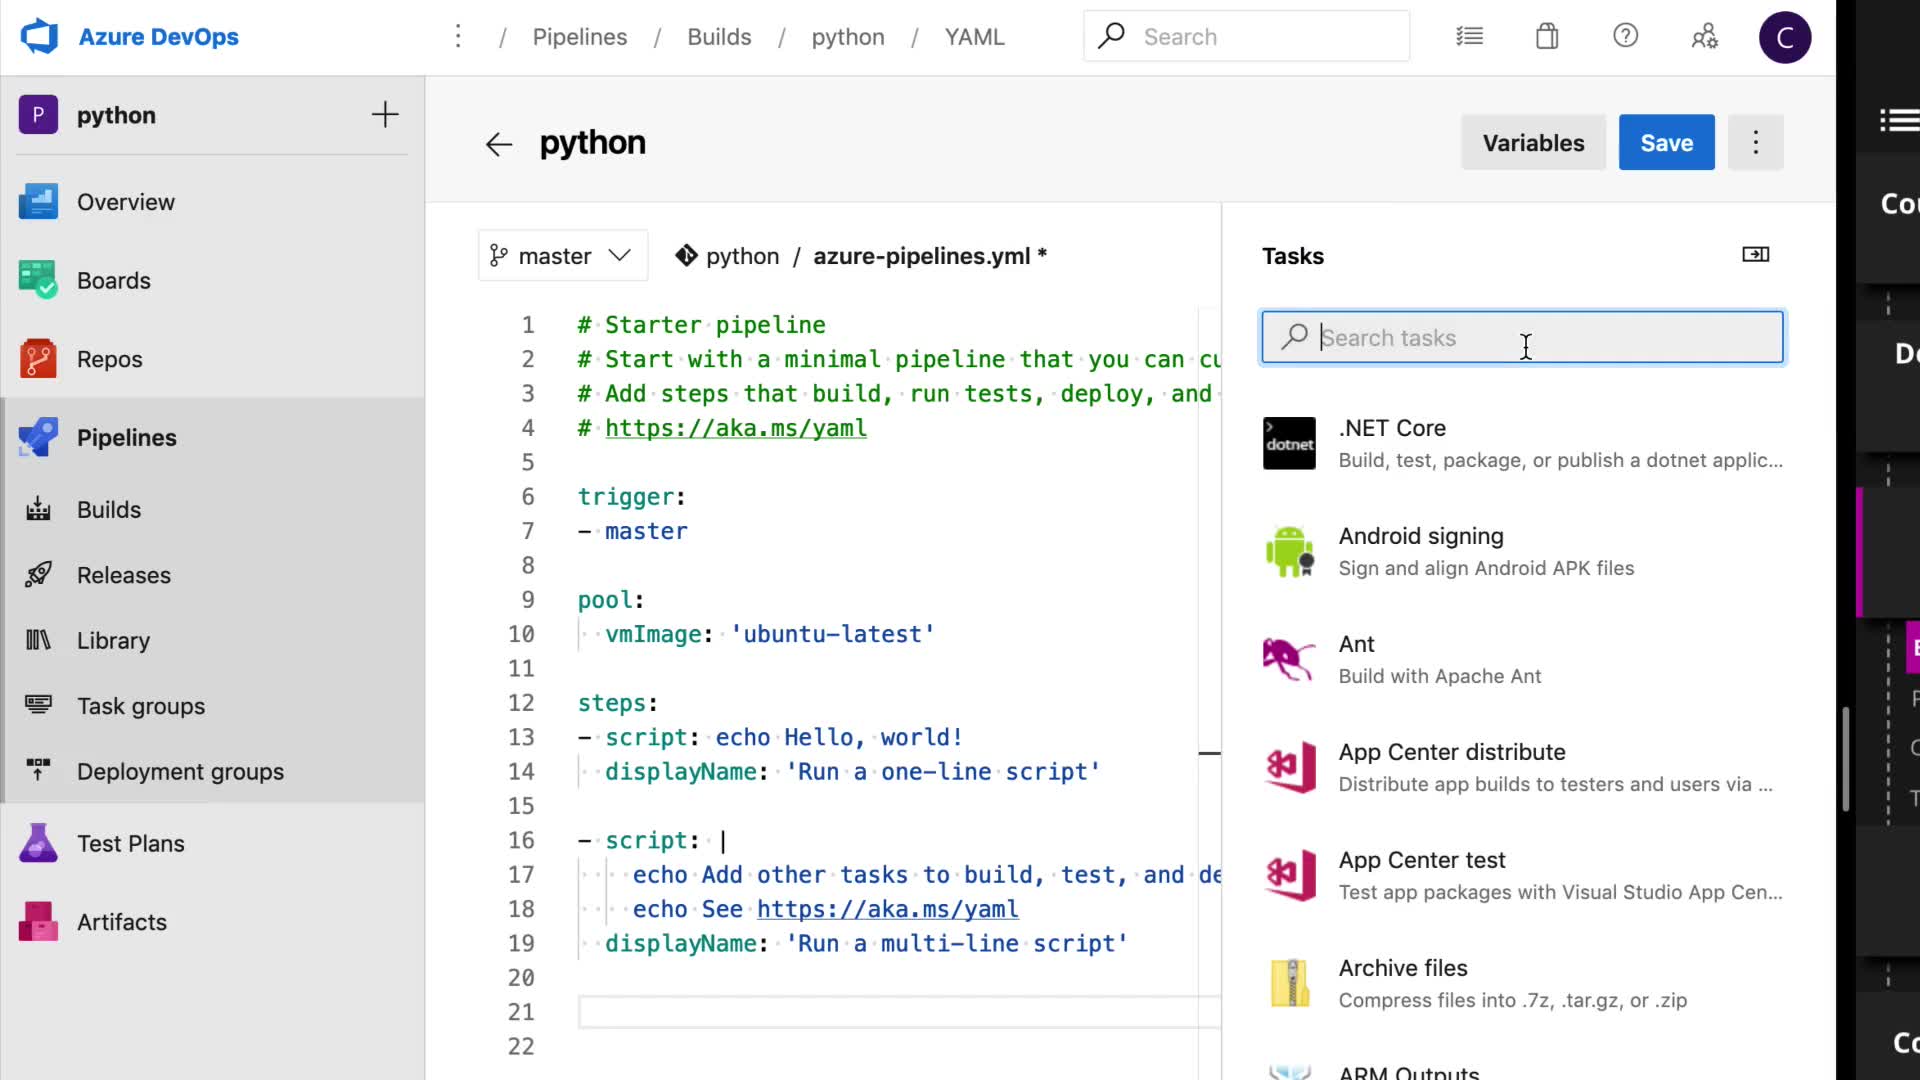 Azure DevOps
/ Pipelines / Builds / python / YAML
Search
C
P python
Overview
Boards
Repos
Pipelines
Builds
Releases
Library
Task groups
Deployment groups
Test Plans
Artifacts
python
Variables
Save
master
python / azure-pipelines.yml *
1 # Starter pipeline
2 # Start with a minimal pipeline that you can cu
3 # Add steps that build, run tests, deploy, and
4 # https://aka.ms/yaml
5
6 trigger:
7 - master
8
9 pool:
10 vmImage: 'ubuntu-latest'
11
12 steps:
13 - script: echo Hello, world!
14 displayName: 'Run a one-line script'
15
16 - script: |
17 echo Add other tasks to build, test, and de
18 echo See https://aka.ms/yaml
19 displayName: 'Run a multi-line script'
20
21
22
Tasks
Search tasks
dotnet
.NET Core
Build, test, package, or publish a dotnet applic...
Android signing
Sign and align Android APK files
Ant
Build with Apache Ant
App Center distribute
Distribute app builds to testers and users via ...
App Center test
Test app packages with Visual Studio App Cen...
Archive files
Compress files into .7z, .tar.gz, or .zip
ARM Outputs
Cou
De
Co